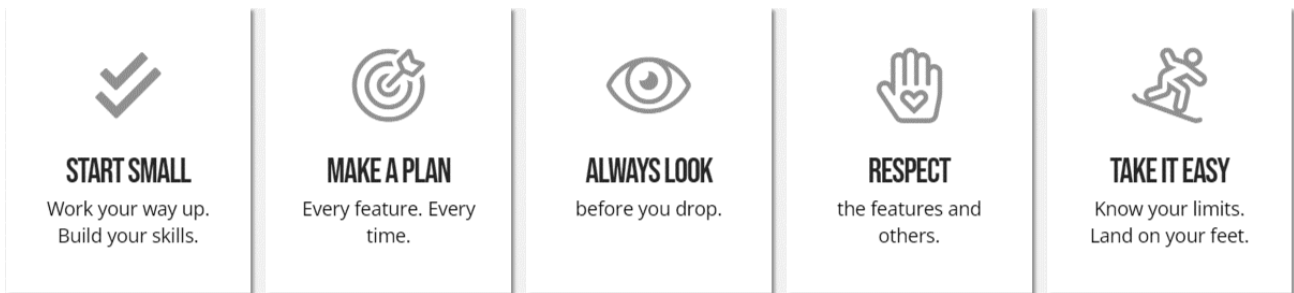 START SMALL
Work your way up.
Build your skills.
MAKE A PLAN
Every feature. Every
time.
ALWAYS LOOK
before you drop.
RESPECT
the features and
others.
TAKE IT EASY
Know your limits.
Land on your feet.